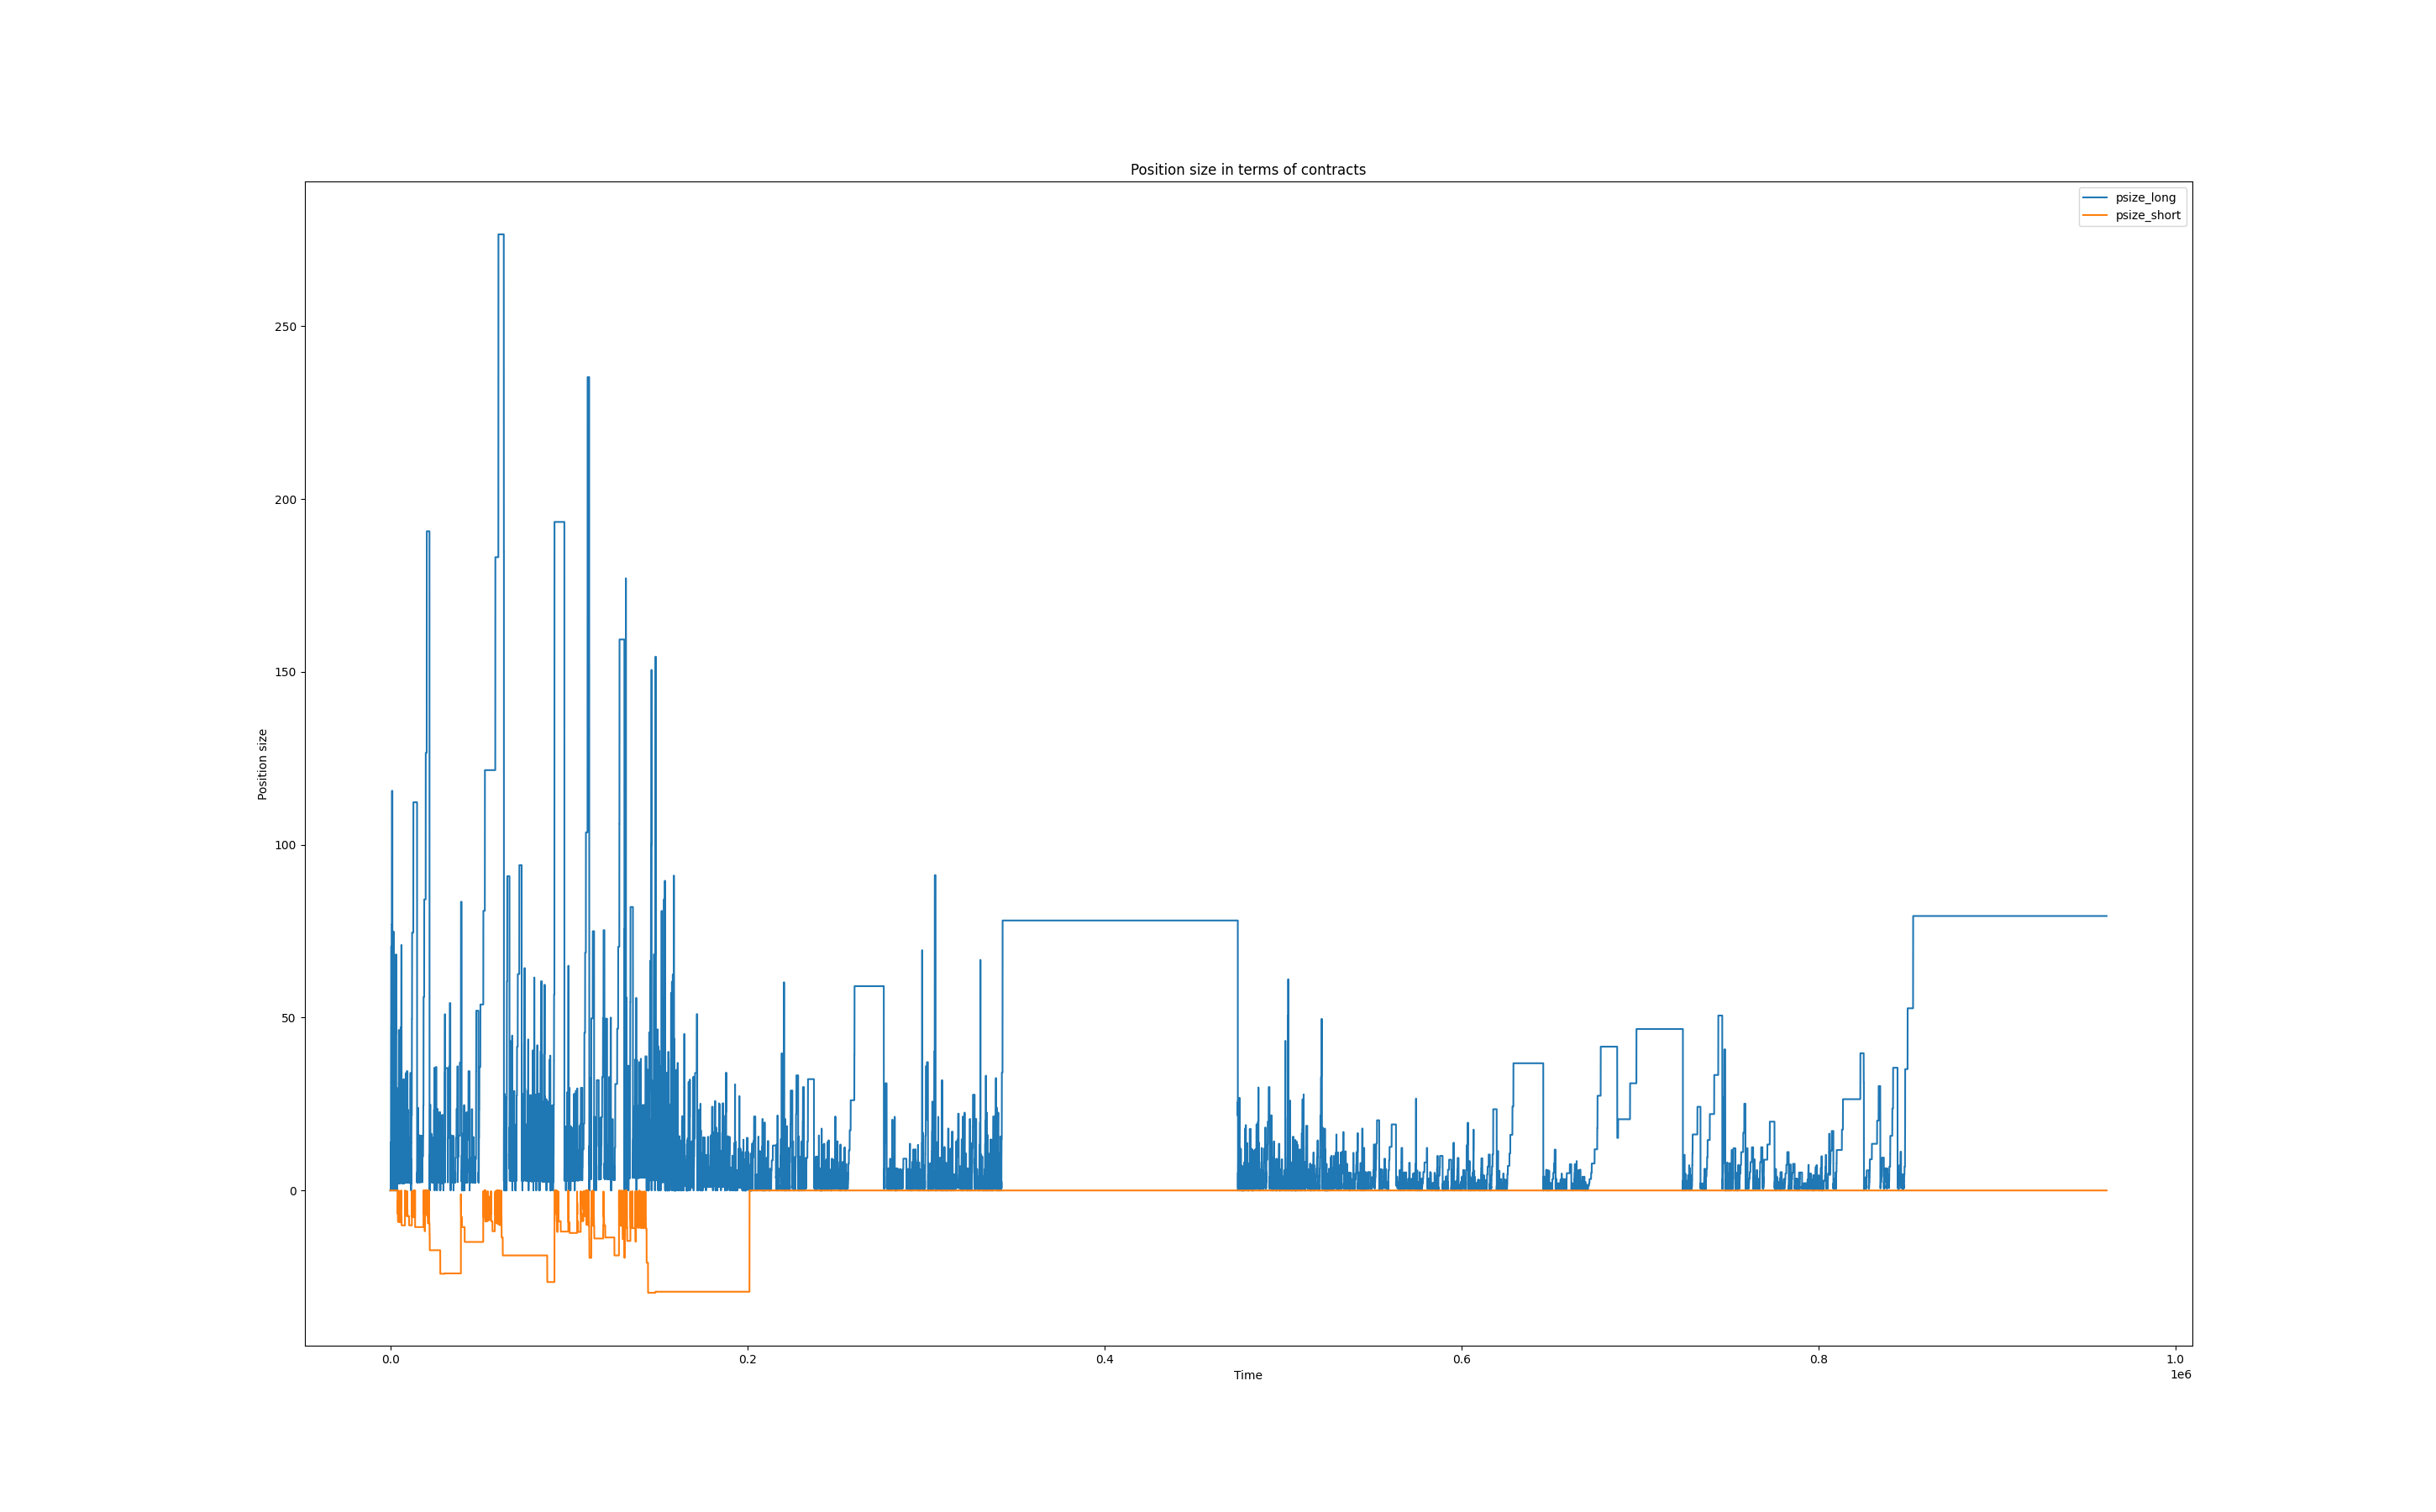 Position size in terms of contracts
psize_long
psize_short
Position size
250
200
150
100
50
0
0.0 0.2 0.4 0.6 0.8 1.0
Time
1e6